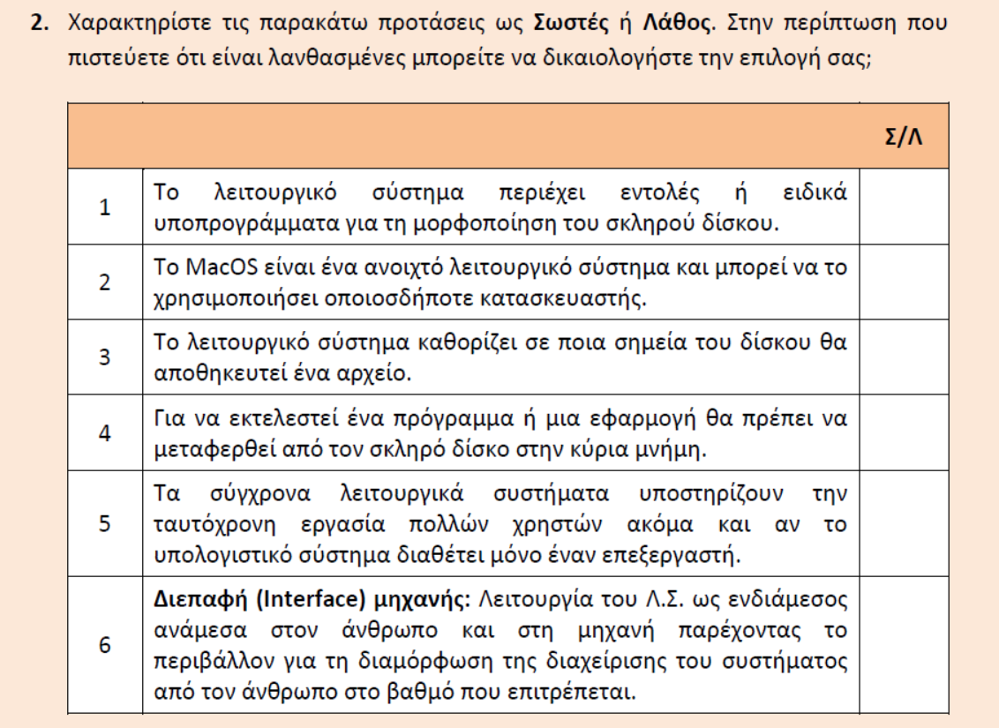 2. Χαρακτηρίστε τις παρακάτω προτάσεις ως Σωστές ή Λάθος. Στην περίπτωση που
πιστεύετε ότι είναι λανθασμένες μπορείτε να δικαιολογήστε την επιλογή σας;
Σ/Λ
1
Το λειτουργικό σύστημα περιέχει εντολές ή ειδικά
υποπρογράμματα για τη μορφοποίηση του σκληρού δίσκου.
2
Το MacOS είναι ένα ανοιχτό λειτουργικό σύστημα και μπορεί να το
χρησιμοποιήσει οποιοσδήποτε κατασκευαστής.
3
Το λειτουργικό σύστημα καθορίζει σε ποια σημεία του δίσκου θα
αποθηκευτεί ένα αρχείο.
4
Για να εκτελεστεί ένα πρόγραμμα ή μια εφαρμογή θα πρέπει να
μεταφερθεί από τον σκληρό δίσκο στην κύρια μνήμη.
5
Τα σύγχρονα λειτουργικά συστήματα υποστηρίζουν την
ταυτόχρονη εργασία πολλών χρηστών ακόμα και αν το
υπολογιστικό σύστημα διαθέτει μόνο έναν επεξεργαστή.
6
Διεπαφή (Interface) μηχανής: Λειτουργία του Λ.Σ. ως ενδιάμεσος
ανάμεσα στον άνθρωπο και στη μηχανή παρέχοντας το
περιβάλλον για τη διαμόρφωση της διαχείρισης του συστήματος
από τον άνθρωπο στο βαθμό που επιτρέπεται.